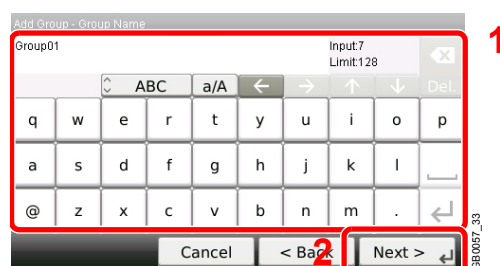 Add Group - Group Name
1
Group01
Input:7
Limit:128
ABC a/A ← → ↑ ↓ Del.
q w e r t y u i o p
a s d f g h j k l
@ z x c v b n m .
2
Cancel < Back Next >
GB0057_33